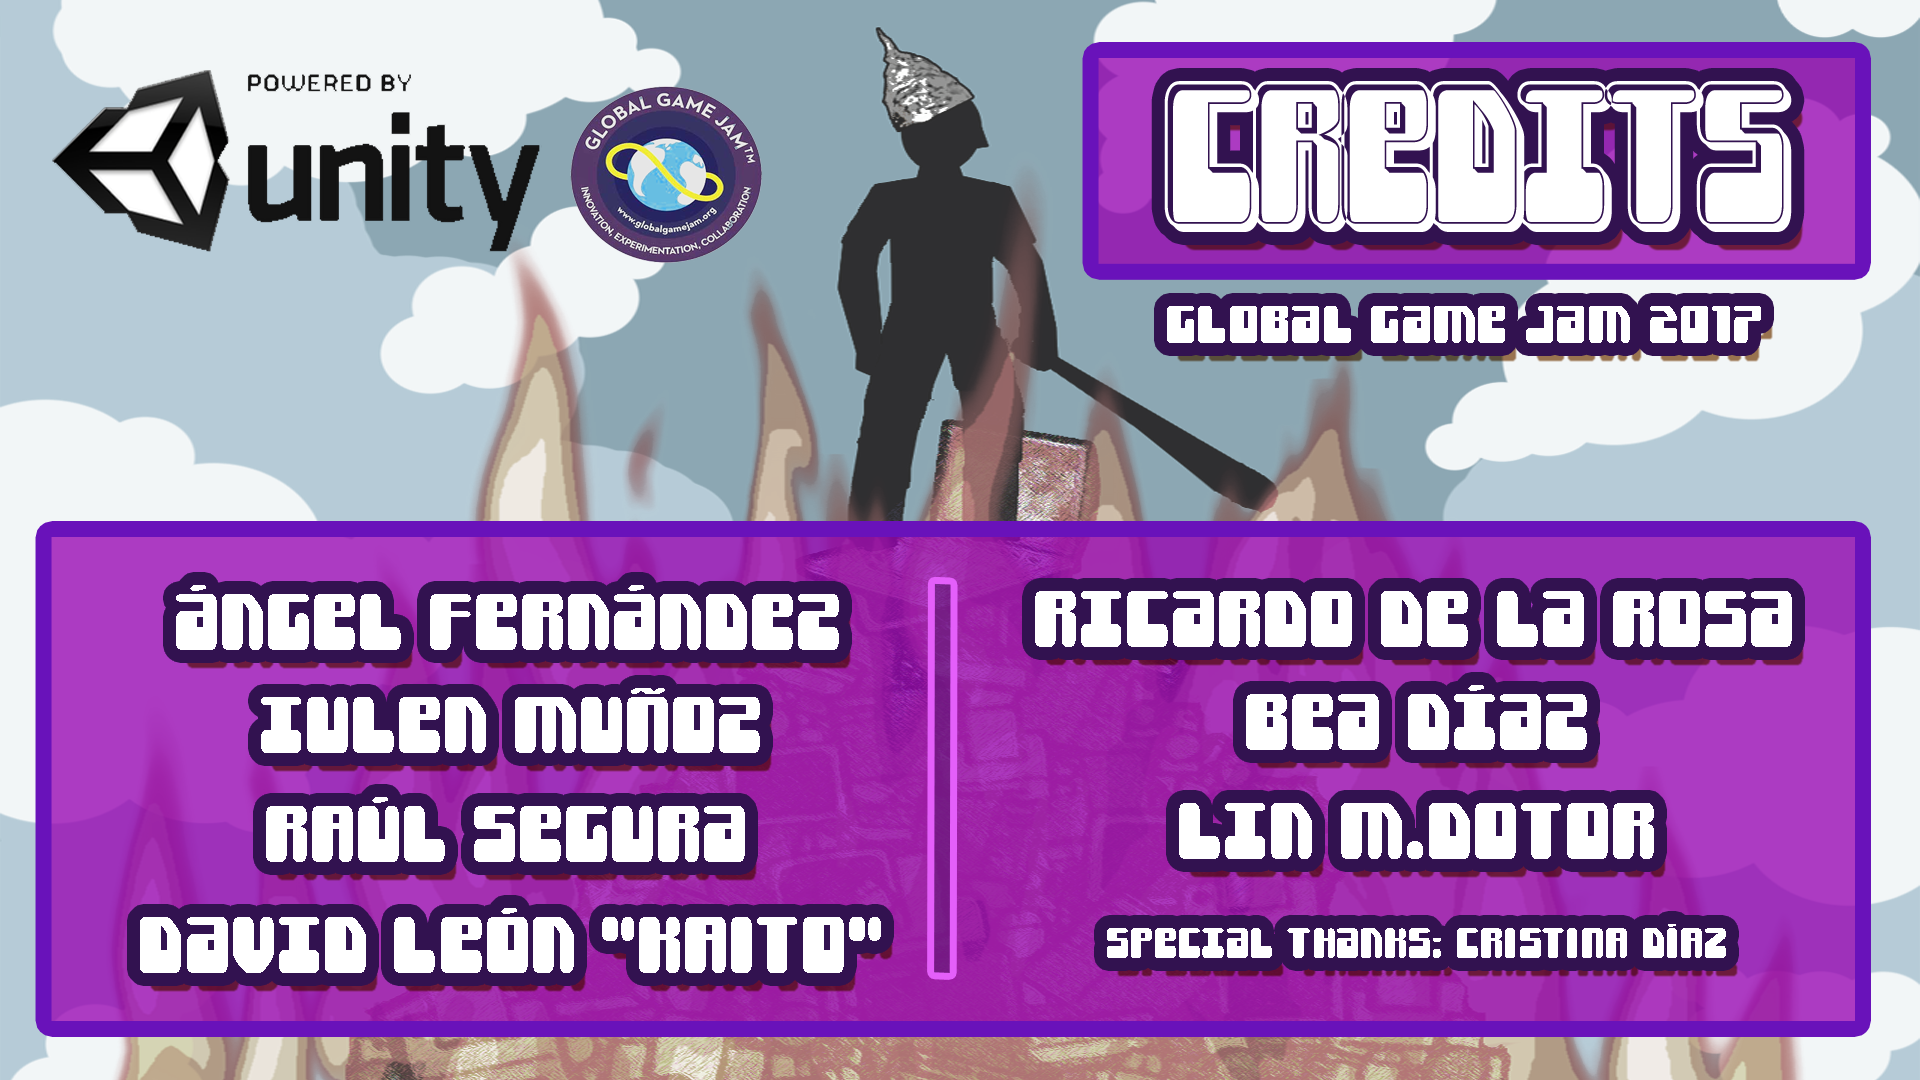 POWERED BY
unity
GLOBAL GAME JAM™
www.globalgamejam.org
INNOVATION, EXPERIMENTATION, COLLABORATION
CREDITS
GLOBAL GAME JAM 2017
ÁNGEL FERNÁNDEZ
IULEN MUÑOZ
RAÚL SEGURA
DAVID LEÓN "KAITO"
RICARDO DE LA ROSA
BEA DÍAZ
LIN M.DOTOR
SPECIAL THANKS: CRISTINA DÍAZ